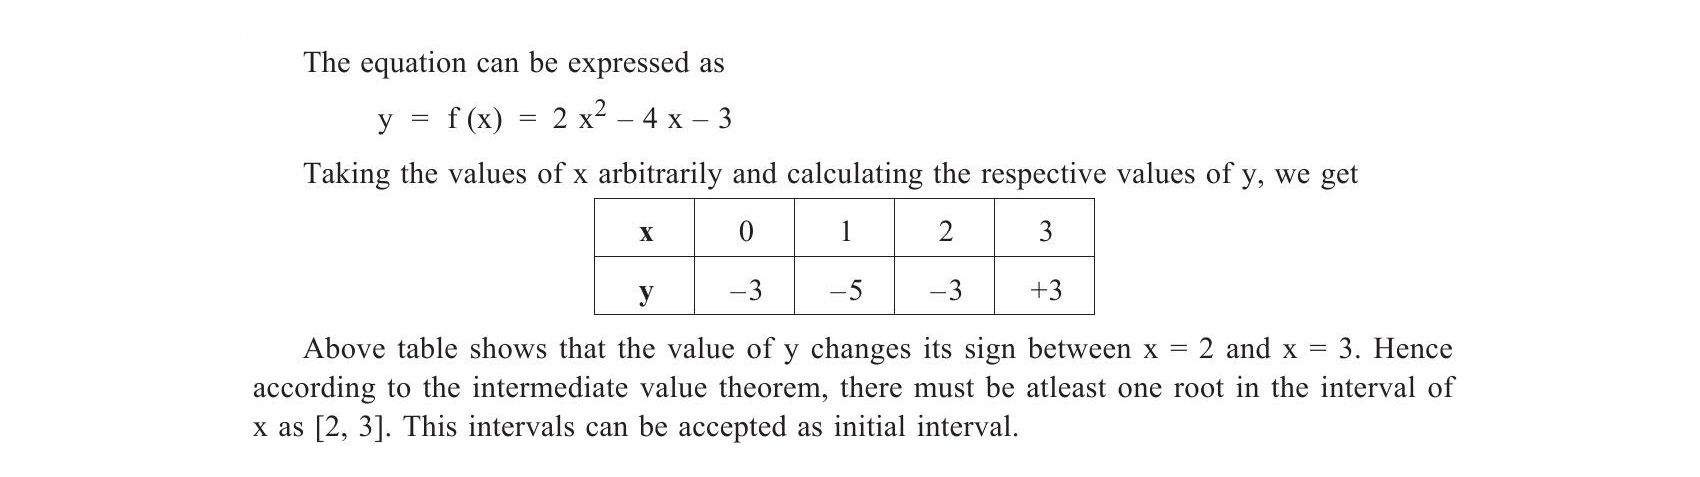 The equation can be expressed as
y = f (x) = 2 x² – 4 x – 3
Taking the values of x arbitrarily and calculating the respective values of y, we get
x 0 1 2 3
y –3 –5 –3 +3
Above table shows that the value of y changes its sign between x = 2 and x = 3. Hence
according to the intermediate value theorem, there must be atleast one root in the interval of
x as [2, 3]. This intervals can be accepted as initial interval.